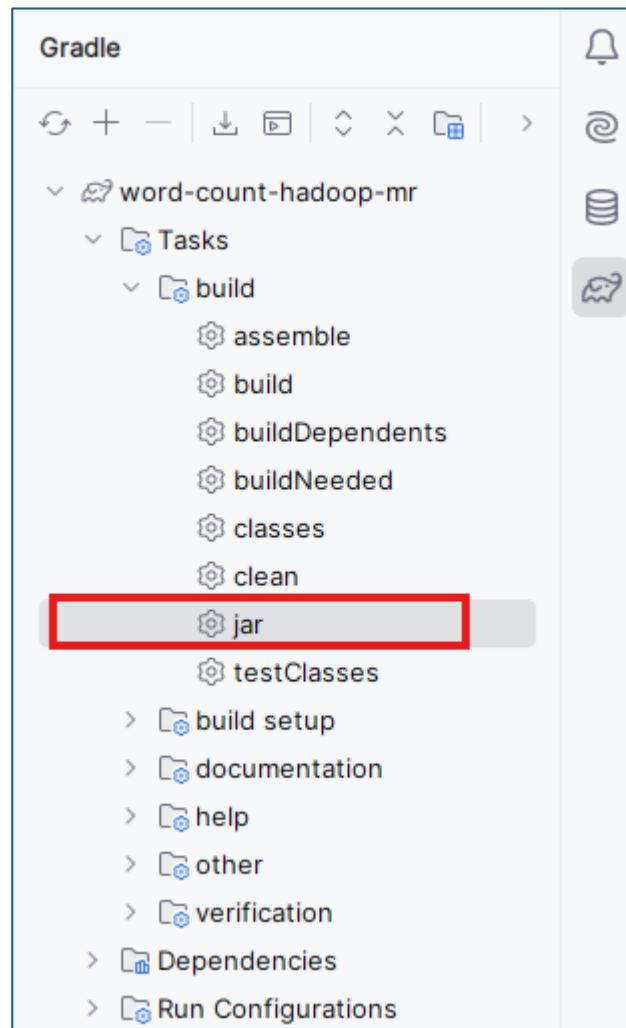 Gradle
word-count-hadoop-mr
Tasks
build
assemble
build
buildDependents
buildNeeded
classes
clean
jar
testClasses
build setup
documentation
help
other
verification
Dependencies
Run Configurations